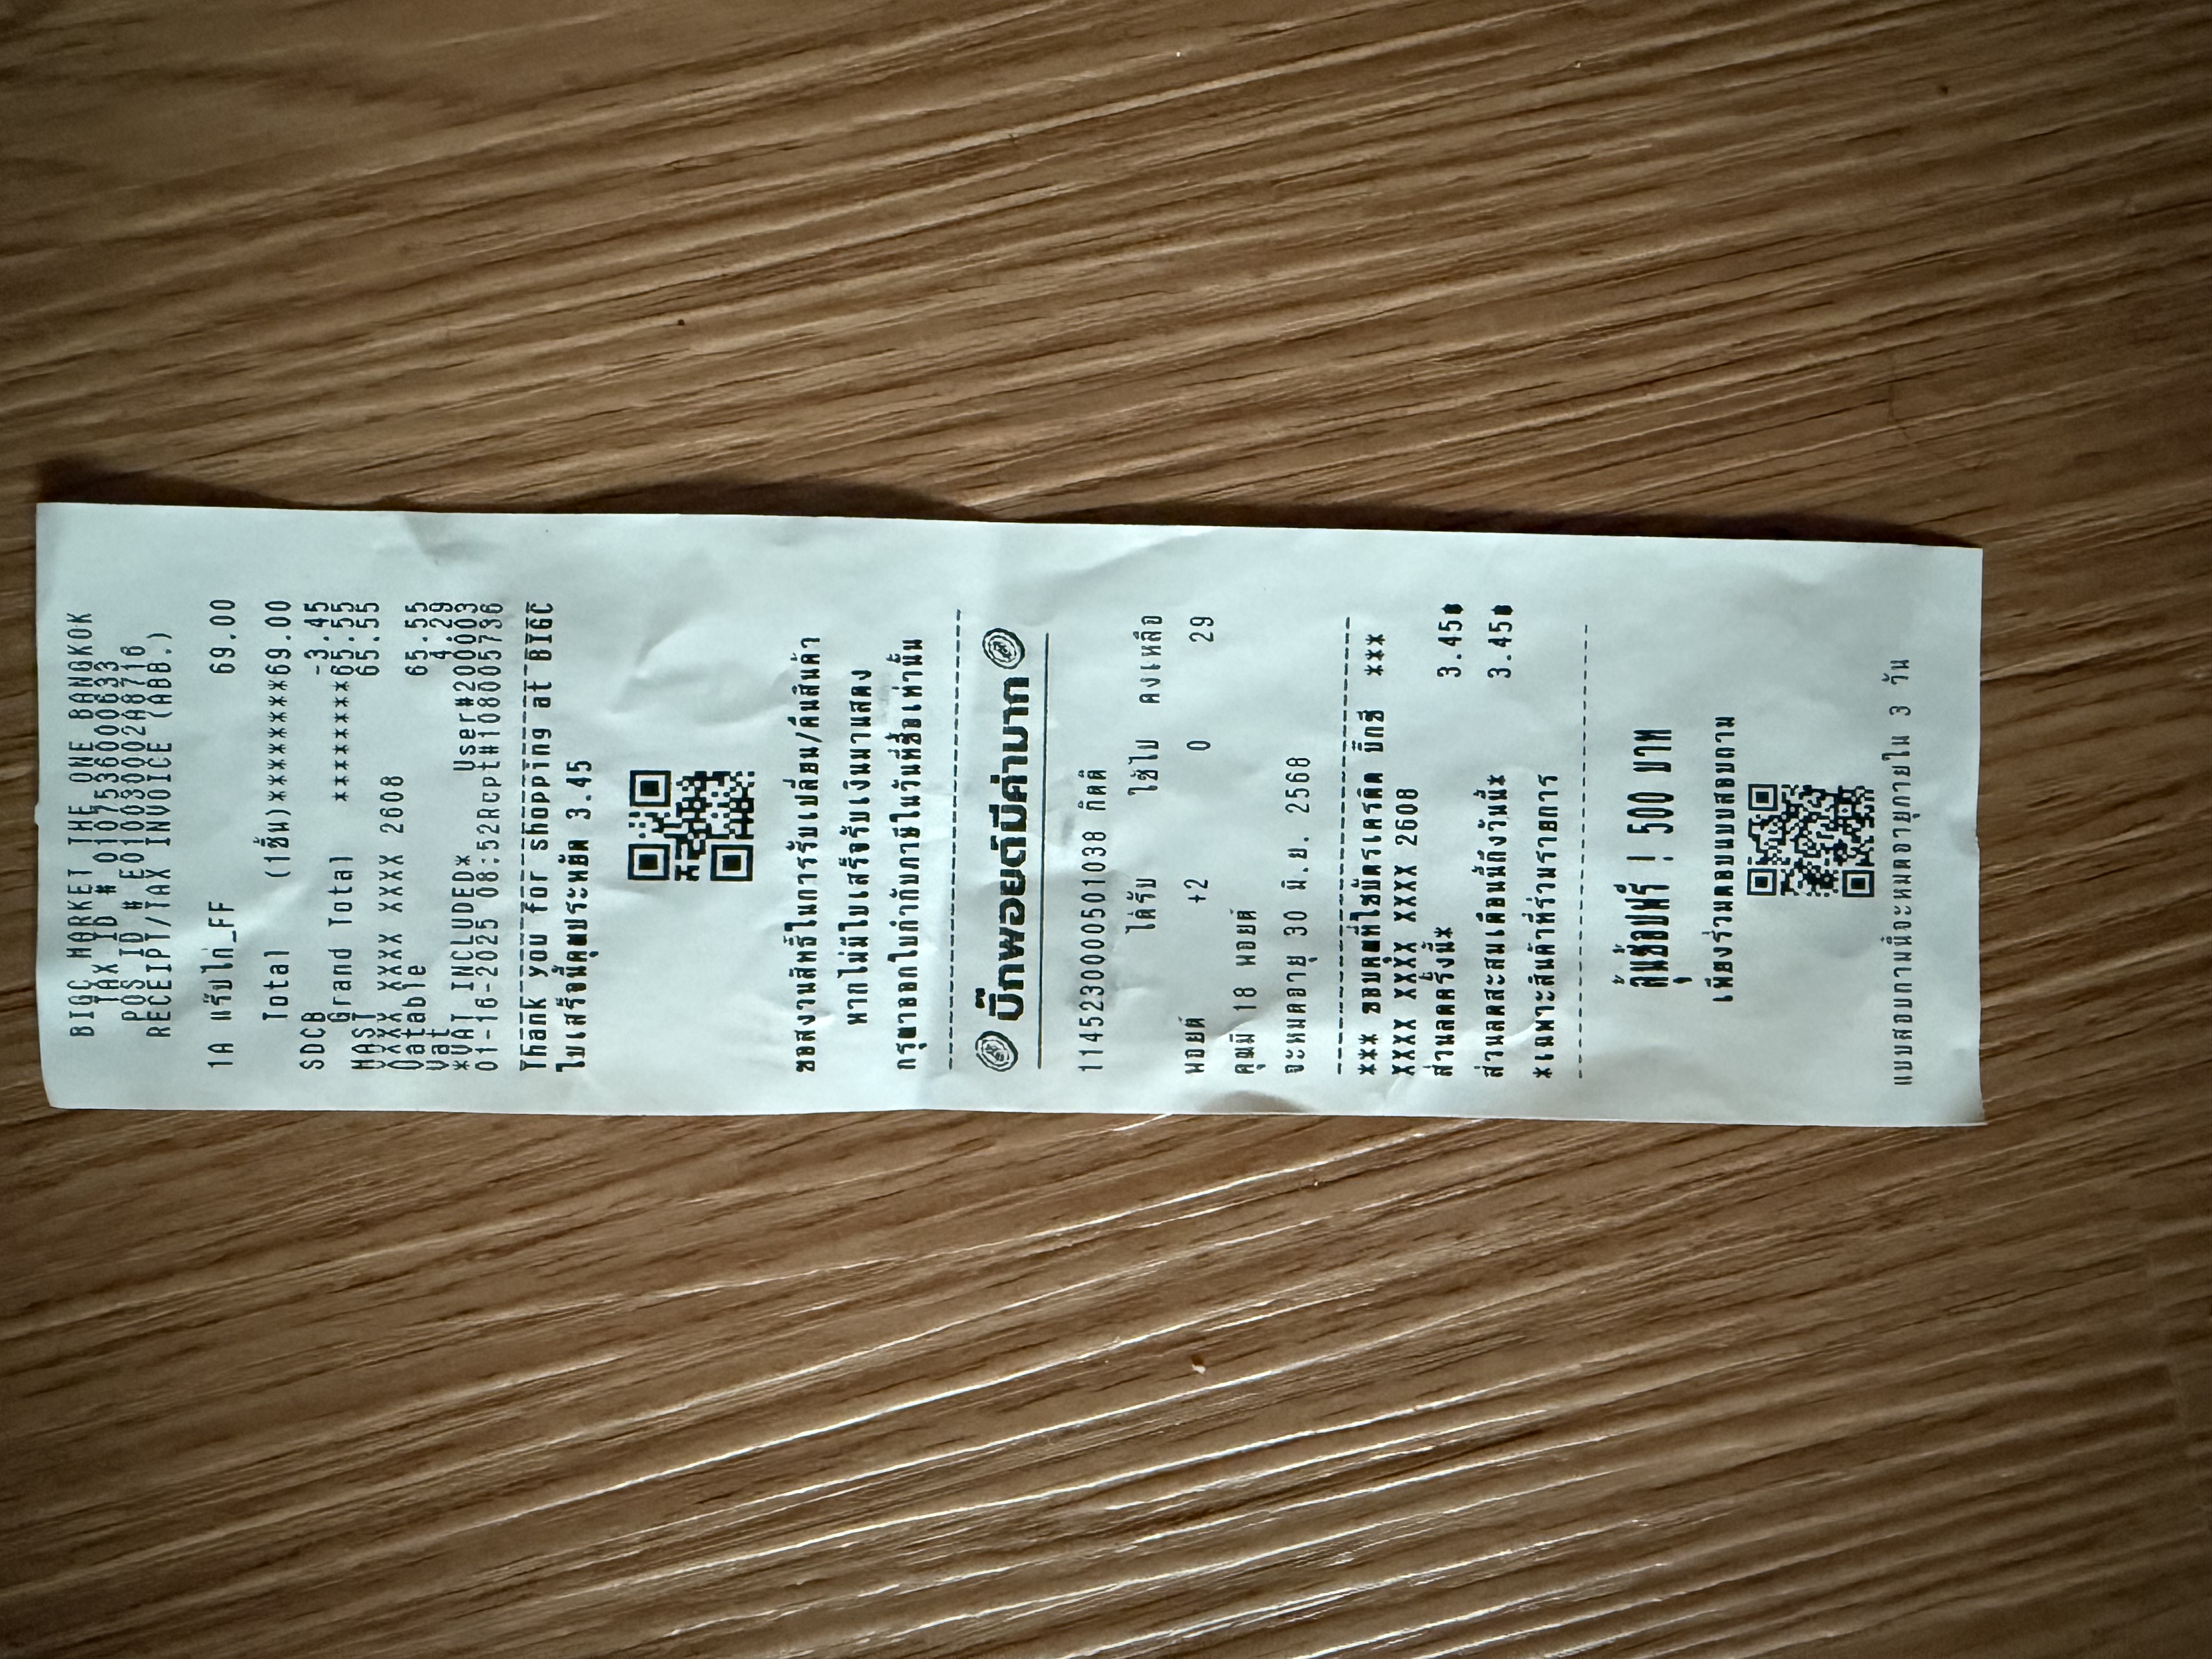 BIGC MARKET THE ONE BANGKOK
TAX ID # 0107536000633
POS ID # E010030002A8716
RECEIPT/TAX INVOICE (ABB.)
1A แร็ปไก่_FF 69.00
Total (1ชิ้น)********69.00
SDCB -3.45
Grand Total ********65.55
MAST 65.55
XXXX XXXX XXXX 2608
Vatable 65.55
Vat 4.29
*VAT INCLUDED* User#200003
01-16-2025 08:52Rcpt#108005736
Thank you for shopping at BIGC
ใบเสร็จนี้คุณประหยัด 3.45
ขอสงวนสิทธิ์ในการรับเปลี่ยน/คืนสินค้า
หากไม่มีใบเสร็จรับเงินมาแสดง
กรุณาออกใบกำกับภาษีในวันที่ซื้อเท่านั้น
บิ๊กพอยต์มีค่ามาก
1145230000501038 กิตติ
ได้รับ ใช้ไป คงเหลือ
พอยต์ +2 0 29
คุณมี 18 พอยต์
จะหมดอายุ 30 มิ.ย. 2568
*** ขอบคุณที่ใช้บัตรเครดิต บิ๊กซี ***
XXXX XXXX XXXX 2608
ส่วนลดครั้งนี้* 3.45฿
ส่วนลดสะสมเดือนนี้ถึงวันนี้* 3.45฿
*เฉพาะสินค้าที่ร่วมรายการ
ลุ้นช้อปฟรี ! 500 บาท
เพียงร่วมตอบแบบสอบถาม
แบบสอบถามนี้จะหมดอายุภายใน 3 วัน